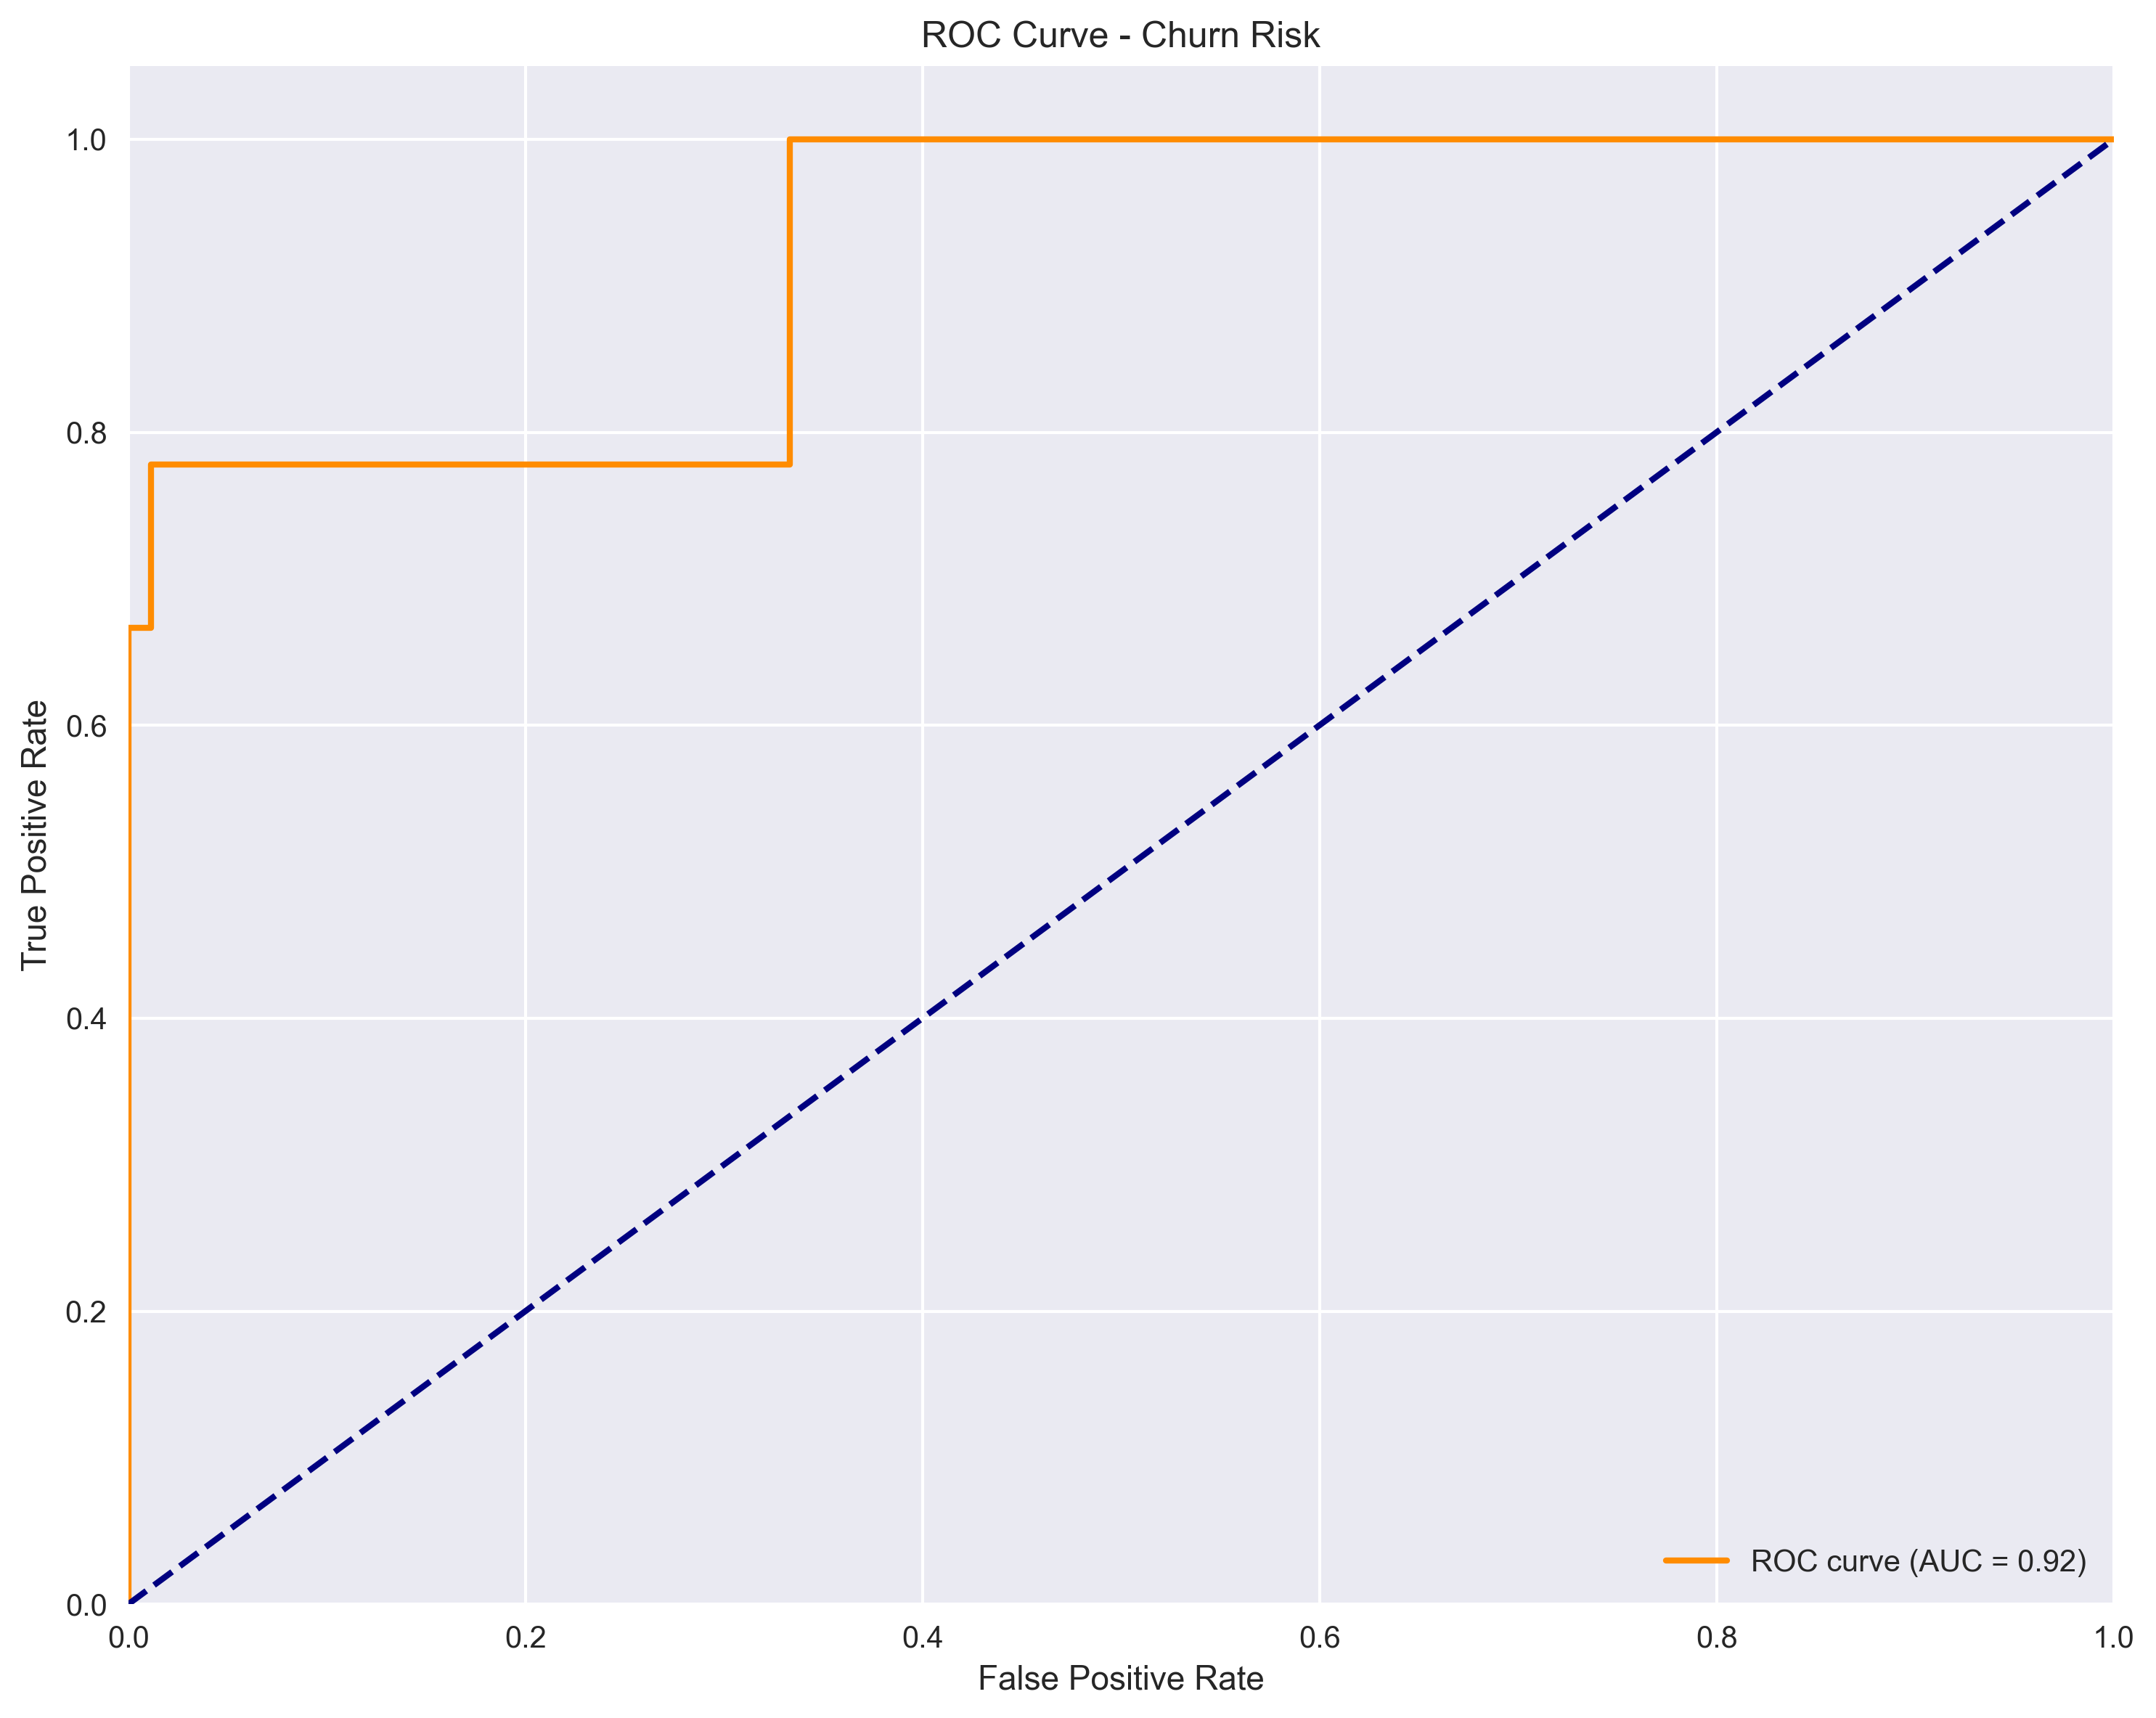 ROC Curve - Churn Risk
1.0
0.8
0.6
0.4
0.2
0.0
True Positive Rate
0.0 0.2 0.4 0.6 0.8 1.0
False Positive Rate
ROC curve (AUC = 0.92)